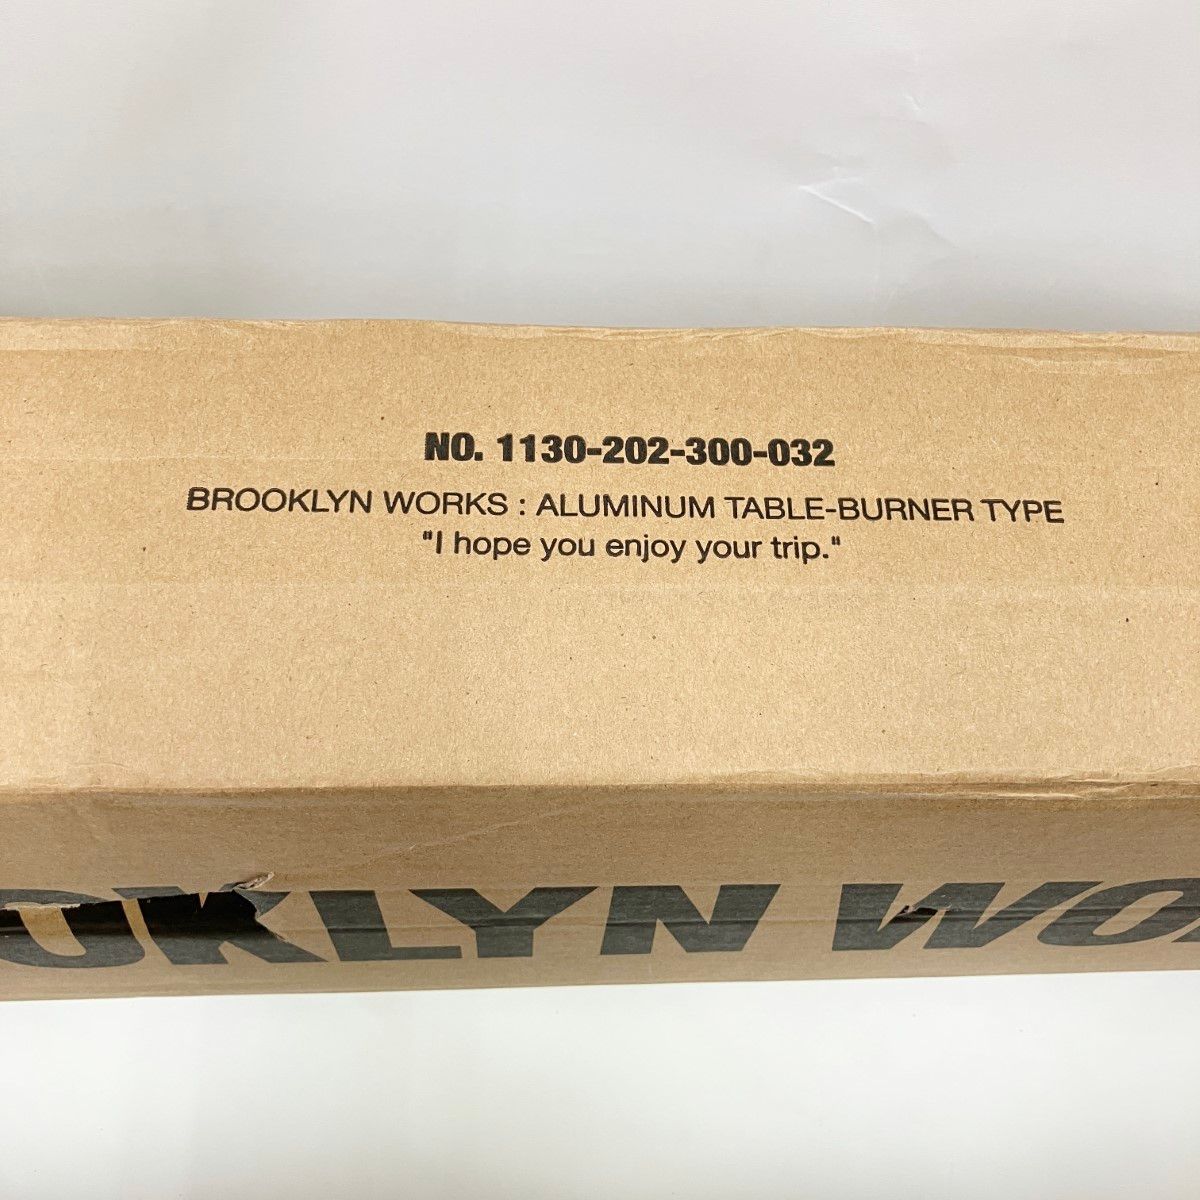 NO. 1130-202-300-032
BROOKLYN WORKS : ALUMINUM TABLE-BURNER TYPE
"I hope you enjoy your trip."
OKLYN WO